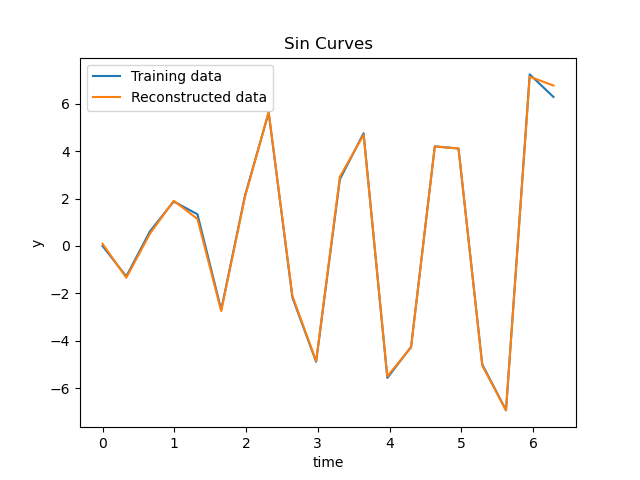 Sin Curves
Training data
Reconstructed data
6
4
2
0
−2
−4
−6
y
0 1 2 3 4 5 6
time